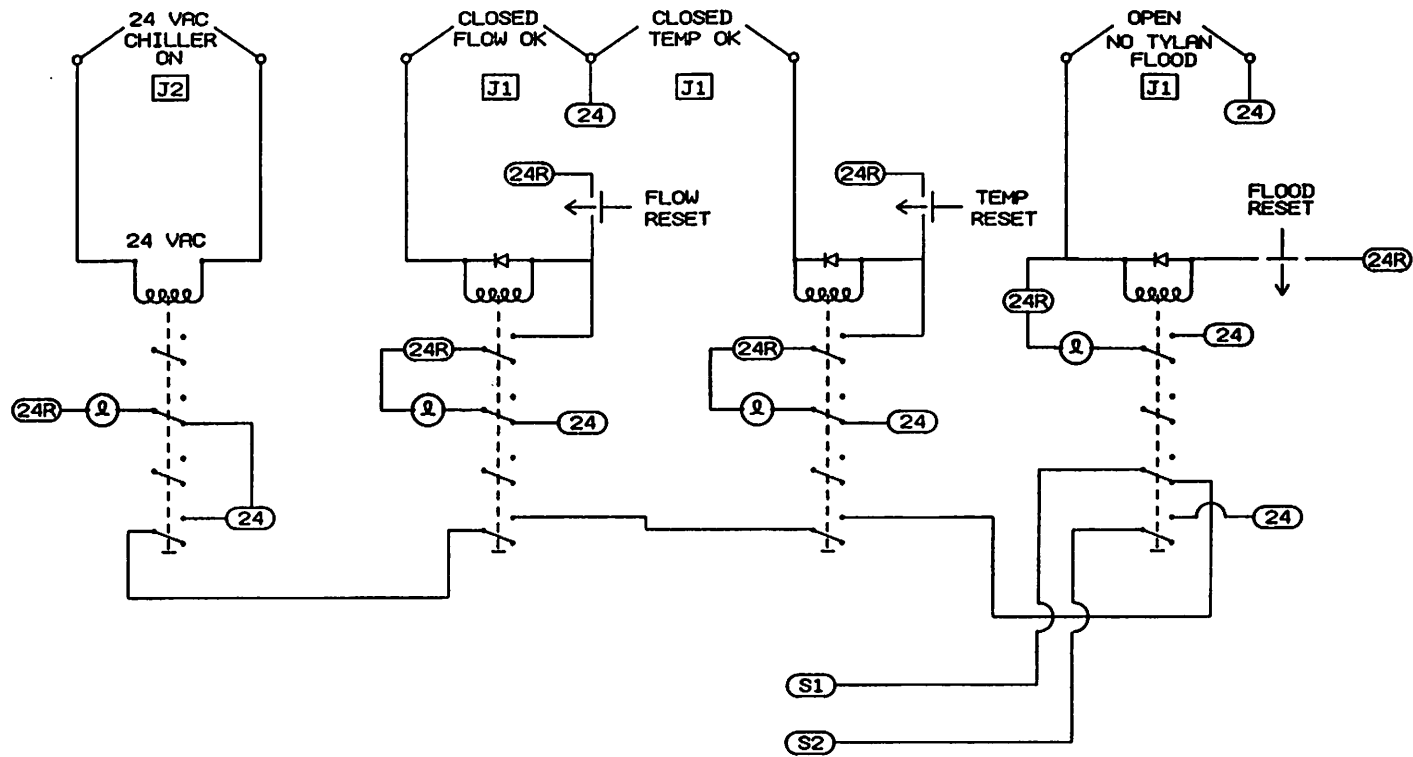 24 VAC
CHILLER
ON
J2
CLOSED
FLOW OK
J1
CLOSED
TEMP OK
J1
24
OPEN
NO TYLAN
FLOOD
J1
24
24R
FLOW
RESET
24R
TEMP
RESET
FLOOD
RESET
24 VAC
24R
24R
24R
24R
24
24R
24
24
24
24
S1
S2